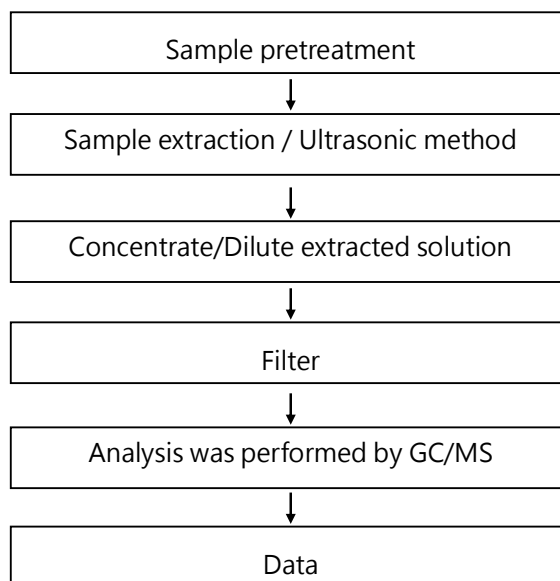 Sample pretreatment
Sample extraction / Ultrasonic method
Concentrate/Dilute extracted solution
Filter
Analysis was performed by GC/MS
Data